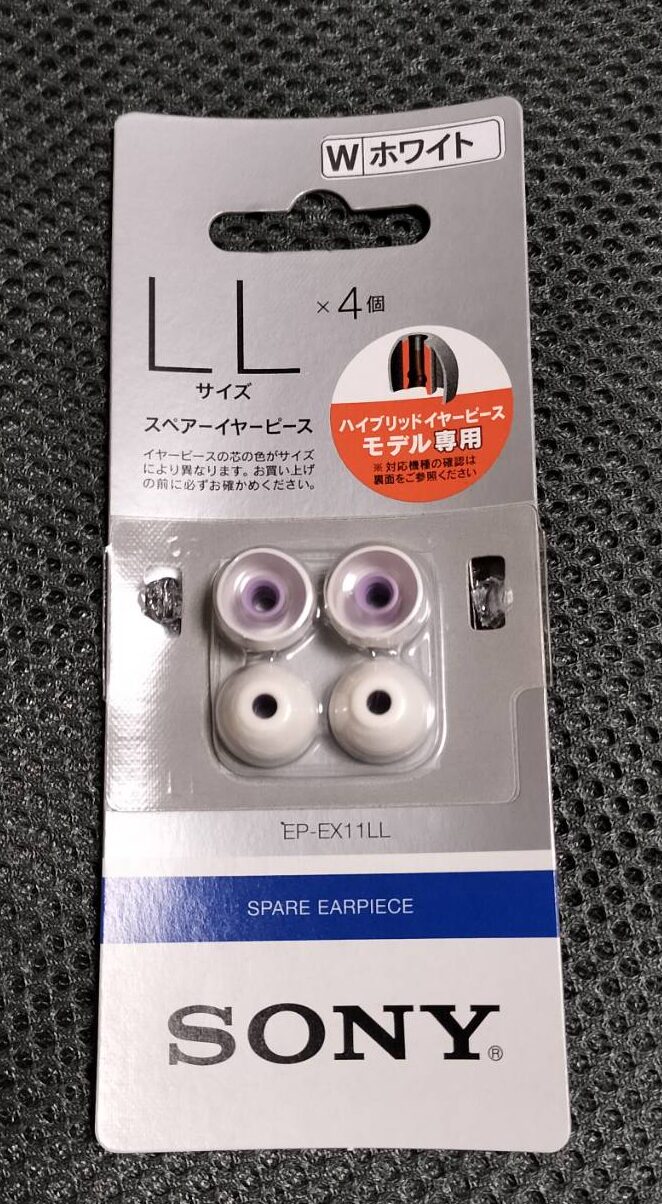 W ホワイト
LL ×4個
サイズ
スペアーイヤーピース
イヤーピースの芯の色がサイズ
により異なります。お買い上げ
の前に必ずお確かめください。
ハイブリッドイヤーピース
モデル専用
※対応機種の確認は
裏面をご参照ください
EP-EX11LL
SPARE EARPIECE
SONY®